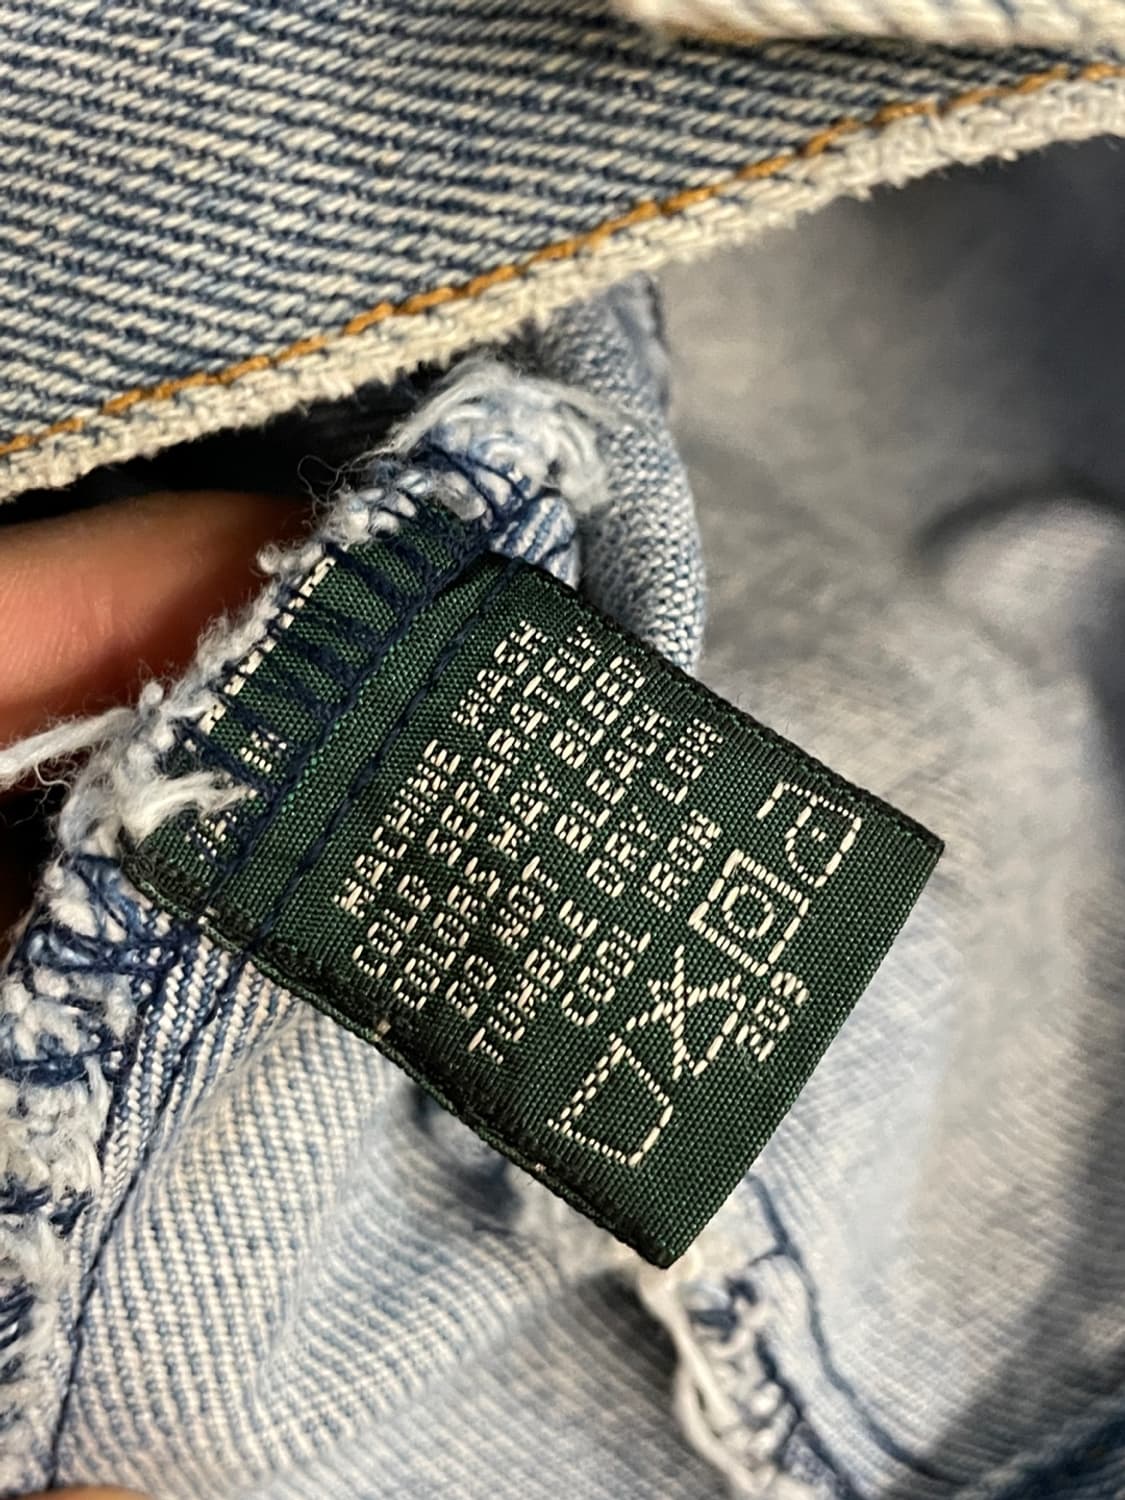 MACHINE WASH
COLD SEPARATELY
COLORS MAY BLEED
DO NOT BLEACH
TUMBLE DRY LOW
COOL IRON